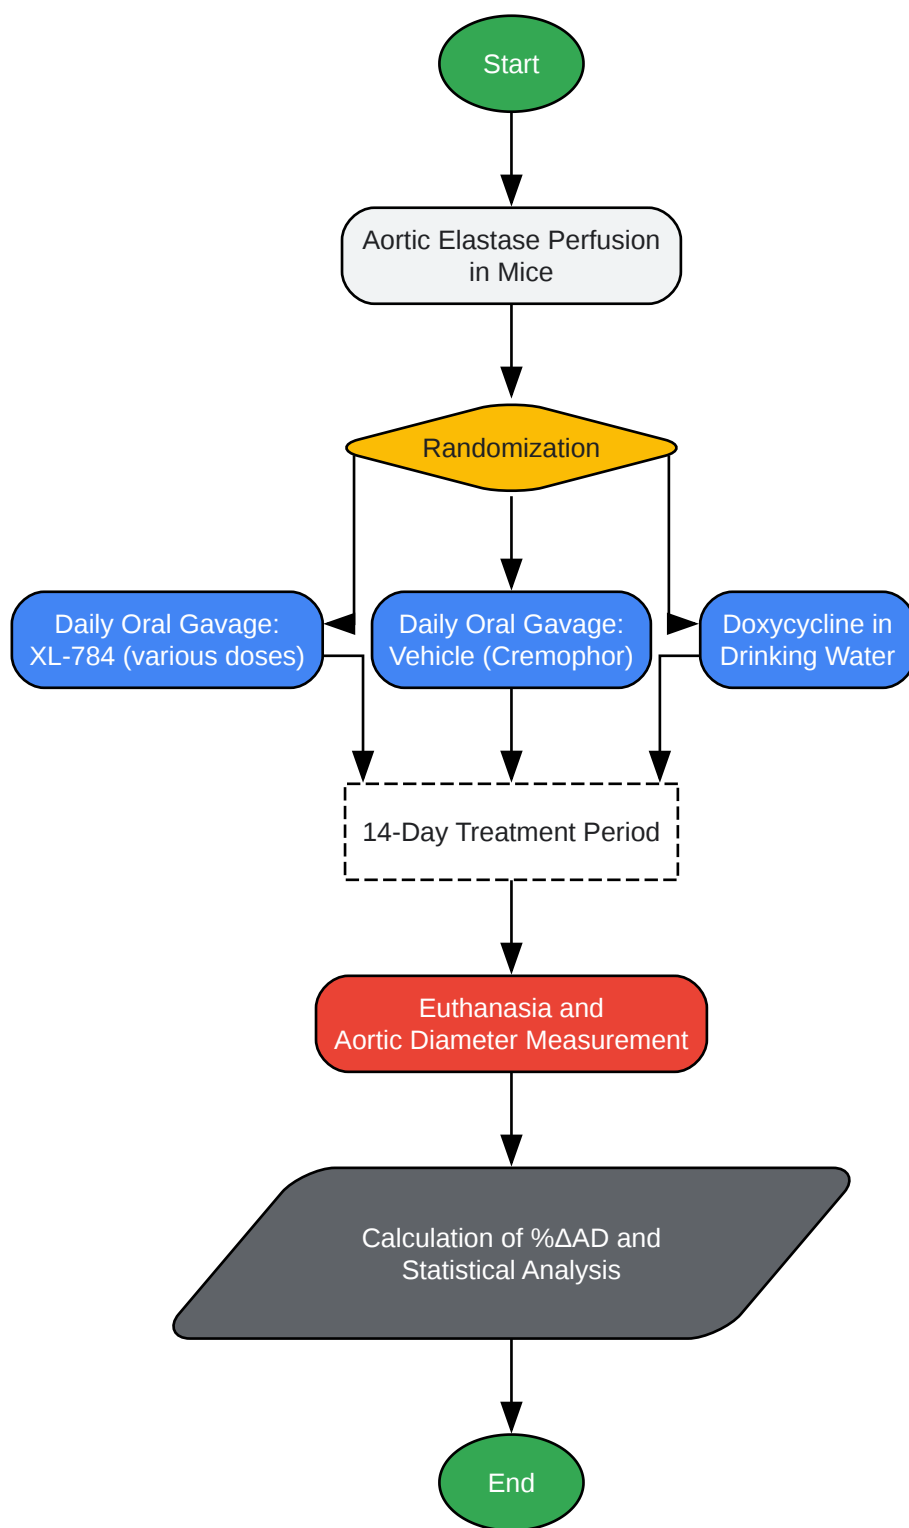 Start
Aortic Elastase Perfusion
in Mice
Randomization
Daily Oral Gavage:
XL-784 (various doses)
Daily Oral Gavage:
Vehicle (Cremophor)
Doxycycline in
Drinking Water
14-Day Treatment Period
Euthanasia and
Aortic Diameter Measurement
Calculation of %ΔAD and
Statistical Analysis
End